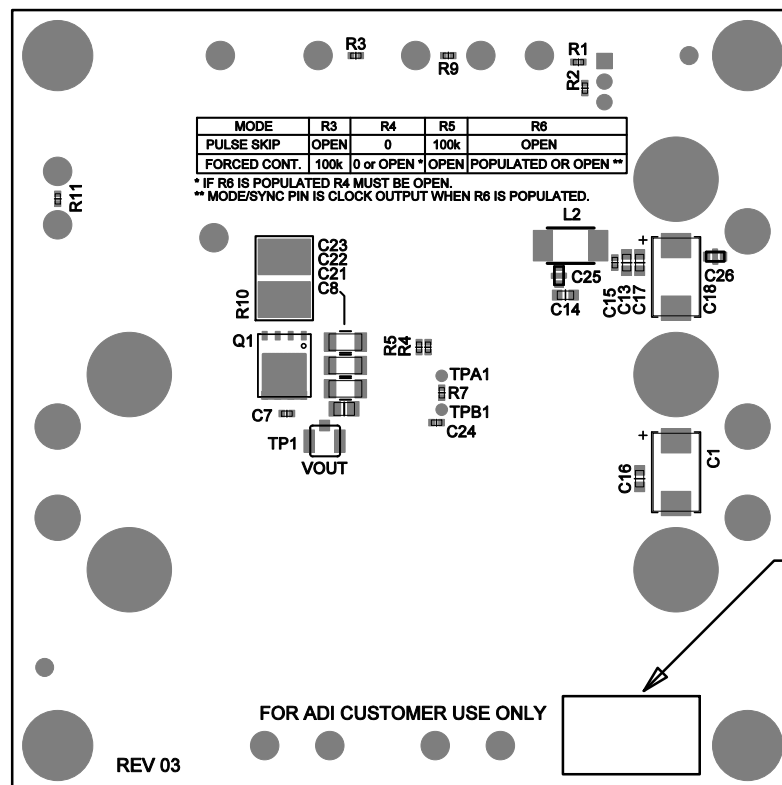 R3
R9
R1
R2
MODE R3 R4 R5 R6
PULSE SKIP OPEN 0 100k OPEN
FORCED CONT. 100k 0 or OPEN * OPEN POPULATED OR OPEN **
* IF R6 IS POPULATED R4 MUST BE OPEN.
** MODE/SYNC PIN IS CLOCK OUTPUT WHEN R6 IS POPULATED.
R11
L2
C23
C22
C21
C8
R10
+
C25
C14
C15
C13
C17
C18
C26
Q1
R5
R4
TPA1
R7
TPB1
C24
C7
TP1
VOUT
+
C16
C1
FOR ADI CUSTOMER USE ONLY
REV 03